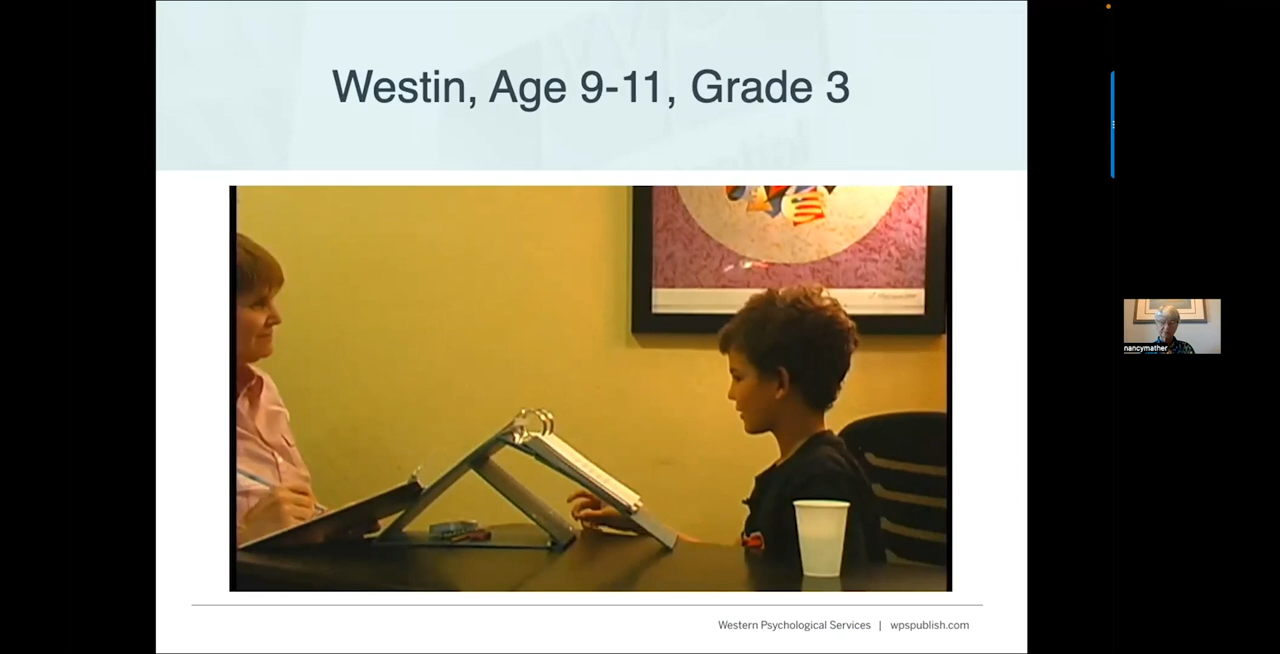 Westin, Age 9-11, Grade 3
nancymather
Western Psychological Services | wpspublish.com